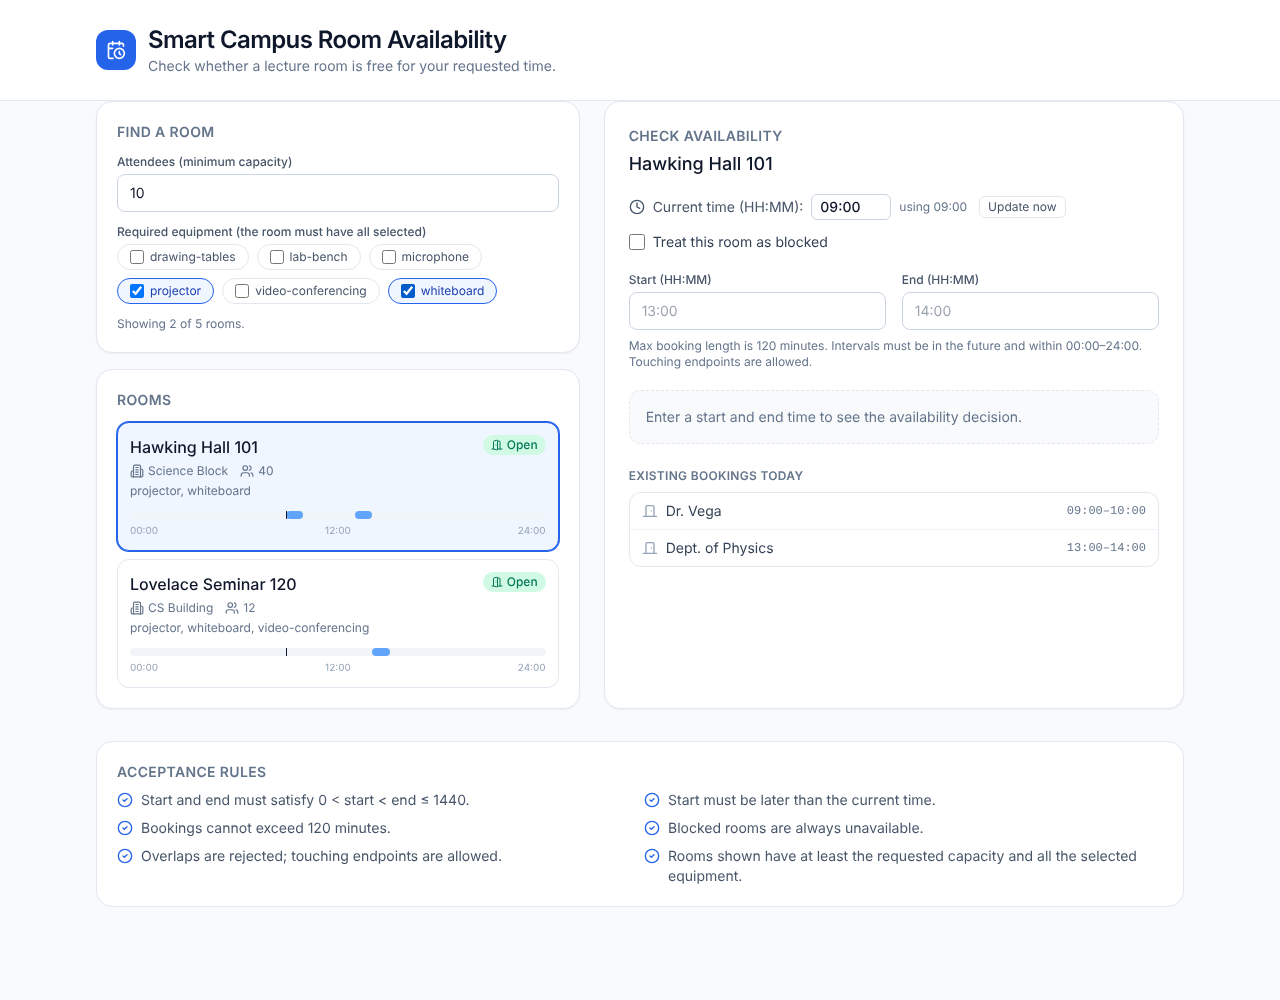 Smart Campus Room Availability
Check whether a lecture room is free for your requested time.
FIND A ROOM
Attendees (minimum capacity)
10
Required equipment (the room must have all selected)
drawing-tables
lab-bench
microphone
projector
video-conferencing
whiteboard
Showing 2 of 5 rooms.
ROOMS
Hawking Hall 101
Open
Science Block 40
projector, whiteboard
00:00 12:00 24:00
Lovelace Seminar 120
Open
CS Building 12
projector, whiteboard, video-conferencing
00:00 12:00 24:00
CHECK AVAILABILITY
Hawking Hall 101
Current time (HH:MM): 09:00 using 09:00 Update now
Treat this room as blocked
Start (HH:MM)
13:00
End (HH:MM)
14:00
Max booking length is 120 minutes. Intervals must be in the future and within 00:00–24:00.
Touching endpoints are allowed.
Enter a start and end time to see the availability decision.
EXISTING BOOKINGS TODAY
Dr. Vega 09:00–10:00
Dept. of Physics 13:00–14:00
ACCEPTANCE RULES
Start and end must satisfy 0 < start < end ≤ 1440.
Bookings cannot exceed 120 minutes.
Overlaps are rejected; touching endpoints are allowed.
Start must be later than the current time.
Blocked rooms are always unavailable.
Rooms shown have at least the requested capacity and all the selected
equipment.